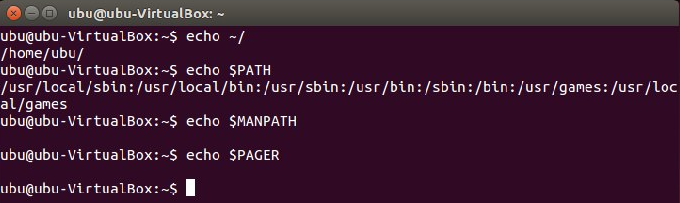 ubu@ubu-VirtualBox: ~
ubu@ubu-VirtualBox:~$ echo ~/
/home/ubu/
ubu@ubu-VirtualBox:~$ echo $PATH
/usr/local/sbin:/usr/local/bin:/usr/sbin:/usr/bin:/sbin:/bin:/usr/games:/usr/loc
al/games
ubu@ubu-VirtualBox:~$ echo $MANPATH
ubu@ubu-VirtualBox:~$ echo $PAGER
ubu@ubu-VirtualBox:~$